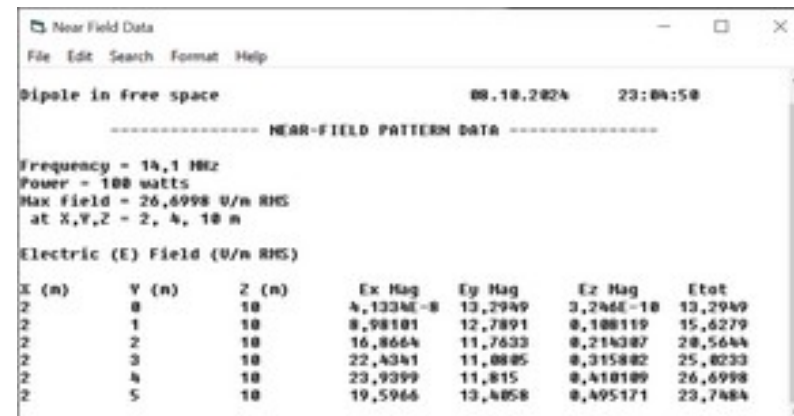 Near Field Data
File Edit Search Format Help
Dipole in free space 08.10.2024 23:04:50
--------------- NEAR-FIELD PATTERN DATA ---------------
Frequency = 14,1 MHz
Power = 100 watts
Max field = 26,6998 V/m RMS
at X,Y,Z = 2, 4, 10 m
Electric (E) Field (V/m RMS)
X (m) Y (m) Z (m) Ex Mag Ey Mag Ez Mag Etot
2 0 10 4,1334E-8 13,2949 3,246E-10 13,2949
2 1 10 8,98101 12,7891 0,108119 15,6279
2 2 10 16,8664 11,7633 0,214307 20,5644
2 3 10 22,4341 11,0805 0,315802 25,0233
2 4 10 23,9399 11,815 0,410109 26,6998
2 5 10 19,5966 13,4058 0,495171 23,7484